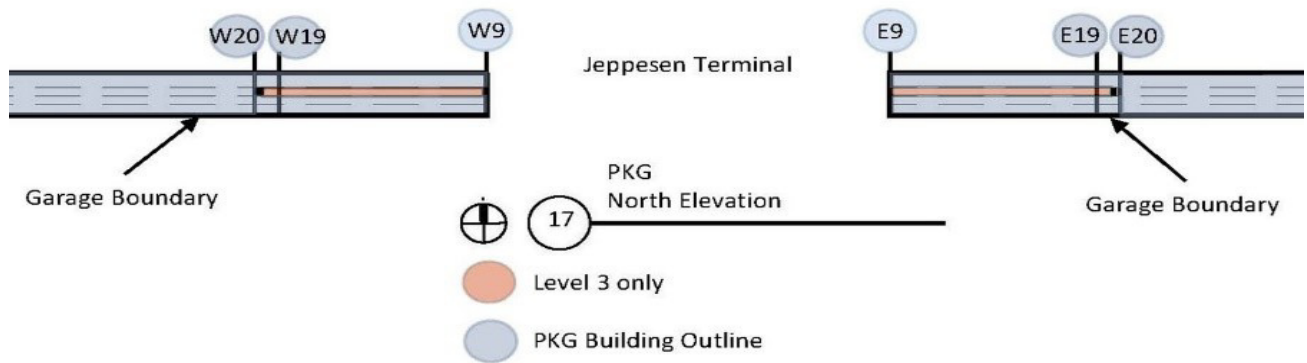 W20 W19 W9 E9 E19 E20
Jeppesen Terminal
Garage Boundary
Garage Boundary
PKG
North Elevation
17
Level 3 only
PKG Building Outline